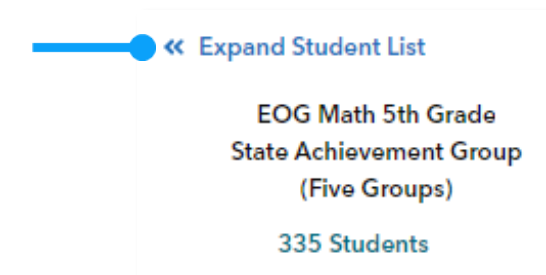 « Expand Student List
EOG Math 5th Grade
State Achievement Group
(Five Groups)
335 Students